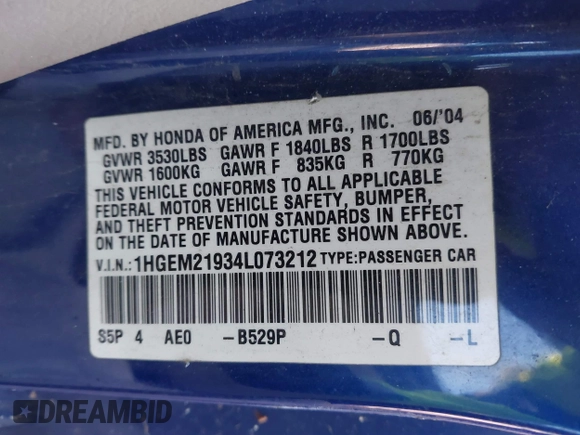 MFD. BY HONDA OF AMERICA MFG., INC. 06/'04
GVWR 3530LBS GAWR F 1840LBS R 1700LBS
GVWR 1600KG GAWR F 835KG R 770KG
THIS VEHICLE CONFORMS TO ALL APPLICABLE
FEDERAL MOTOR VEHICLE SAFETY, BUMPER,
AND THEFT PREVENTION STANDARDS IN EFFECT
ON THE DATE OF MANUFACTURE SHOWN ABOVE.
V.I.N.: 1HGEM21934L073212 TYPE:PASSENGER CAR
S5P 4 AE0 -B529P -Q -L
DREAMBID